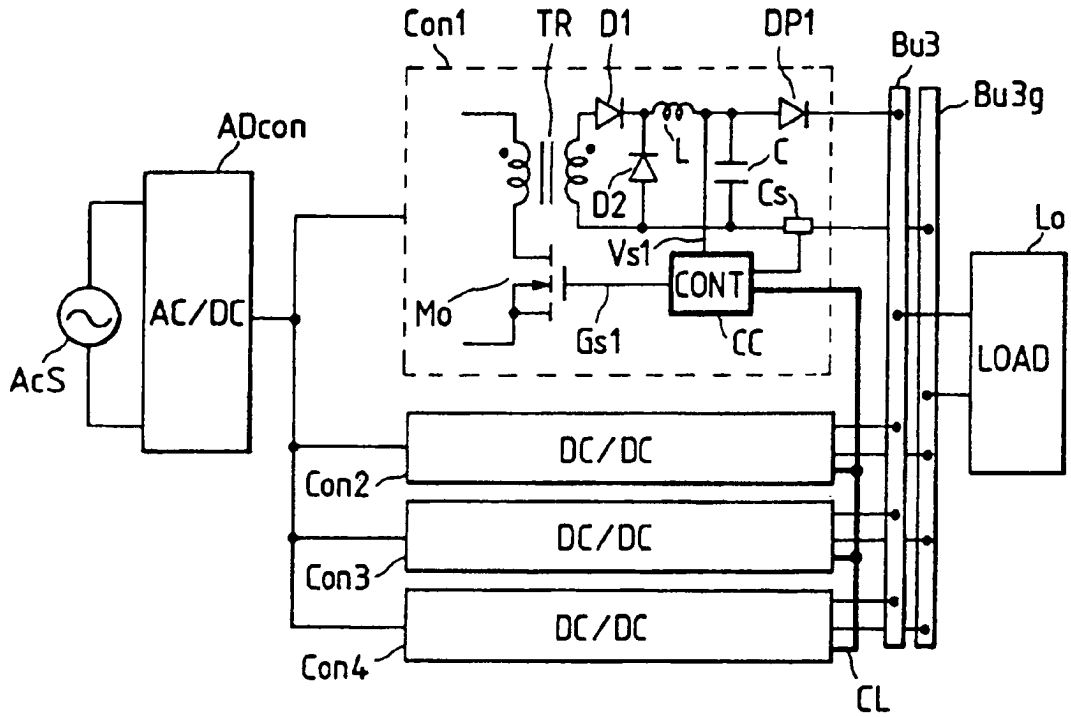 Con1
TR
D1
DP1
Bu3
Bu3g
ADcon
L
C
D2
Cs
Lo
Vs1
AC/DC
Mo
CONT
Gs1
CC
LOAD
AcS
DC/DC
Con2
DC/DC
Con3
DC/DC
Con4
CL